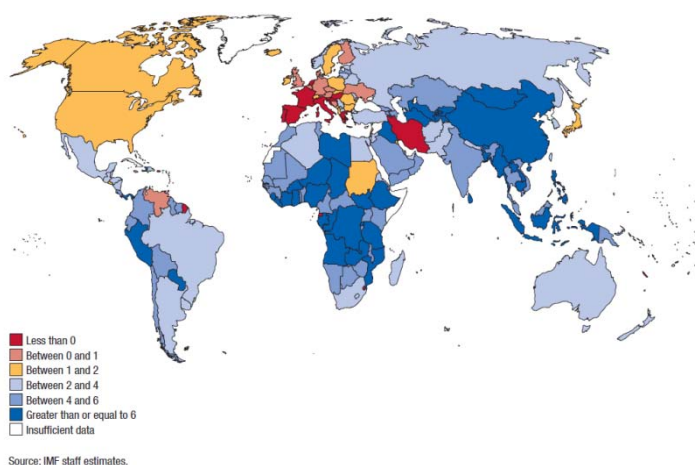 Less than 0
Between 0 and 1
Between 1 and 2
Between 2 and 4
Between 4 and 6
Greater than or equal to 6
Insufficient data
Source: IMF staff estimates.